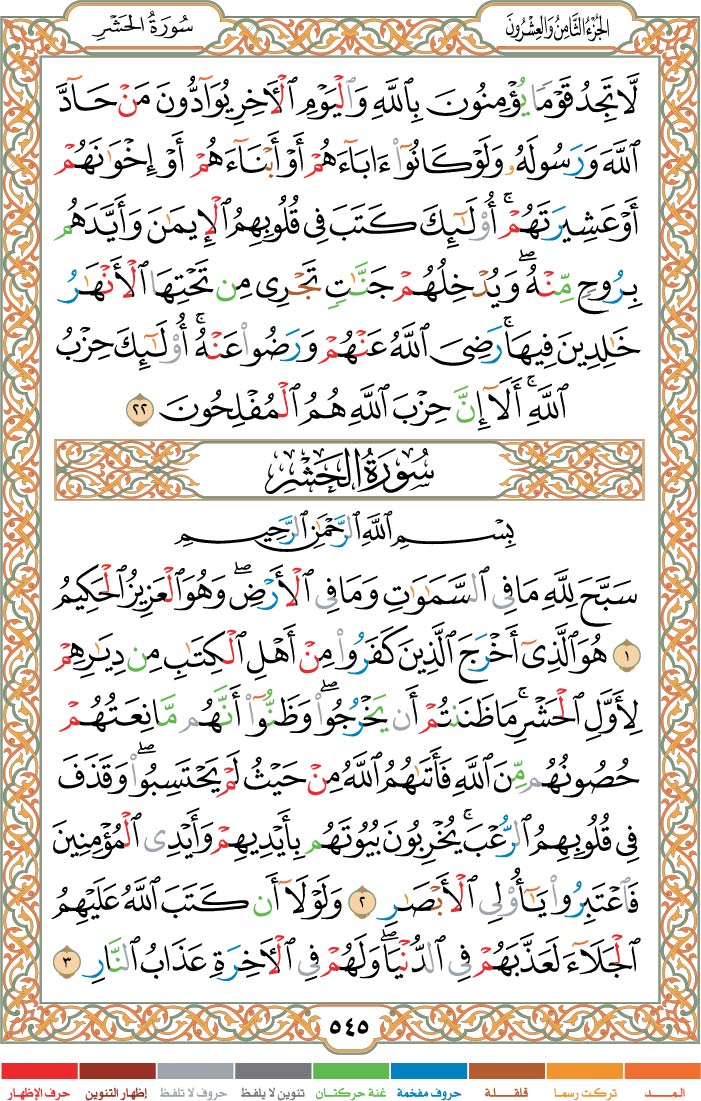 الجُزْءُ الثَّامِنُ وَالعِشْرُونَ
سُورَةُ الحَشْرِ
لَّا تَجِدُ قَوْمًا يُؤْمِنُونَ بِٱللَّهِ وَٱلْيَوْمِ ٱلْأٓخِرِ يُوَآدُّونَ مَنْ حَآدَّ
ٱللَّهَ وَرَسُولَهُۥ وَلَوْ كَانُوٓا۟ ءَابَآءَهُمْ أَوْ أَبْنَآءَهُمْ أَوْ إِخْوَٰنَهُمْ
أَوْ عَشِيرَتَهُمْ ۚ أُو۟لَٰٓئِكَ كَتَبَ فِى قُلُوبِهِمُ ٱلْإِيمَٰنَ وَأَيَّدَهُم
بِرُوحٍ مِّنْهُ ۖ وَيُدْخِلُهُمْ جَنَّٰتٍ تَجْرِى مِن تَحْتِهَا ٱلْأَنْهَٰرُ
خَٰلِدِينَ فِيهَا ۚ رَضِىَ ٱللَّهُ عَنْهُمْ وَرَضُوا۟ عَنْهُ ۚ أُو۟لَٰٓئِكَ حِزْبُ
ٱللَّهِ ۚ أَلَآ إِنَّ حِزْبَ ٱللَّهِ هُمُ ٱلْمُفْلِحُونَ ٢٢
سُورَةُ الحَشْرِ
بِسْمِ ٱللَّهِ ٱلرَّحْمَٰنِ ٱلرَّحِيمِ
سَبَّحَ لِلَّهِ مَا فِى ٱلسَّمَٰوَٰتِ وَمَا فِى ٱلْأَرْضِ ۖ وَهُوَ ٱلْعَزِيزُ ٱلْحَكِيمُ
١ هُوَ ٱلَّذِىٓ أَخْرَجَ ٱلَّذِينَ كَفَرُوا۟ مِنْ أَهْلِ ٱلْكِتَٰبِ مِن دِيَٰرِهِمْ
لِأَوَّلِ ٱلْحَشْرِ ۚ مَا ظَنَنتُمْ أَن يَخْرُجُوا۟ ۖ وَظَنُّوٓا۟ أَنَّهُم مَّانِعَتُهُمْ
حُصُونُهُم مِّنَ ٱللَّهِ فَأَتَىٰهُمُ ٱللَّهُ مِنْ حَيْثُ لَمْ يَحْتَسِبُوا۟ ۖ وَقَذَفَ
فِى قُلُوبِهِمُ ٱلرُّعْبَ ۚ يُخْرِبُونَ بُيُوتَهُم بِأَيْدِيهِمْ وَأَيْدِى ٱلْمُؤْمِنِينَ
فَٱعْتَبِرُوا۟ يَٰٓأُو۟لِى ٱلْأَبْصَٰرِ ٢ وَلَوْلَآ أَن كَتَبَ ٱللَّهُ عَلَيْهِمُ
ٱلْجَلَآءَ لَعَذَّبَهُمْ فِى ٱلدُّنْيَا ۖ وَلَهُمْ فِى ٱلْأٓخِرَةِ عَذَابُ ٱلنَّارِ ٣
٥٤٥
المـد تركت رسما قلقـلة حروف مفخمة غنة حركتان تنوين لا يلفظ حروف لا تلفظ إظهار التنوين حرف الإظهار